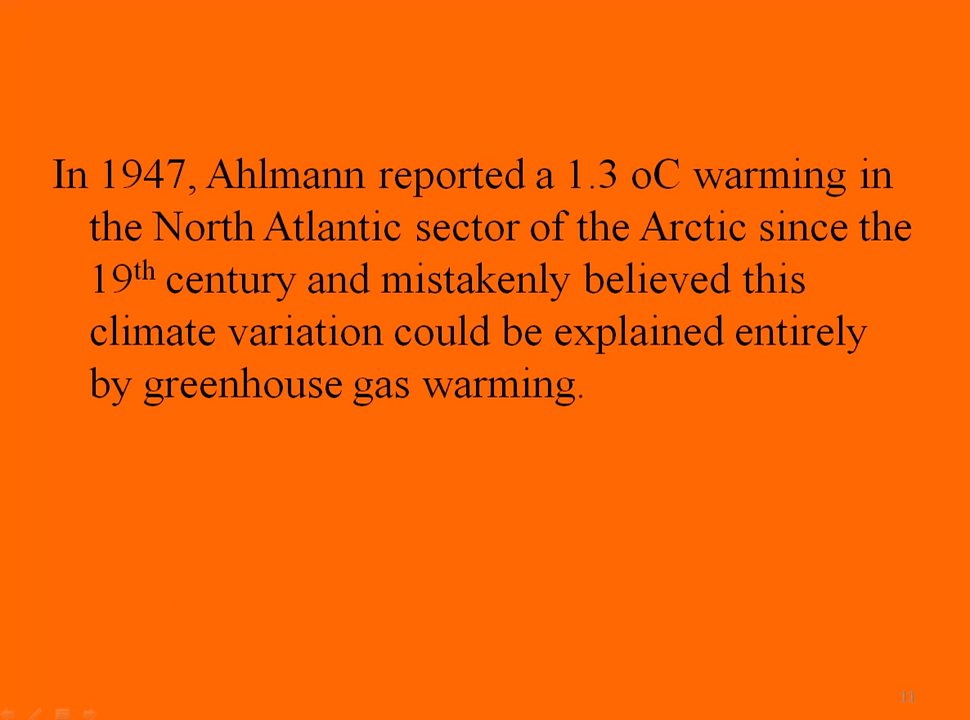 In 1947, Ahlmann reported a 1.3 oC warming in
the North Atlantic sector of the Arctic since the
19th century and mistakenly believed this
climate variation could be explained entirely
by greenhouse gas warming.
11